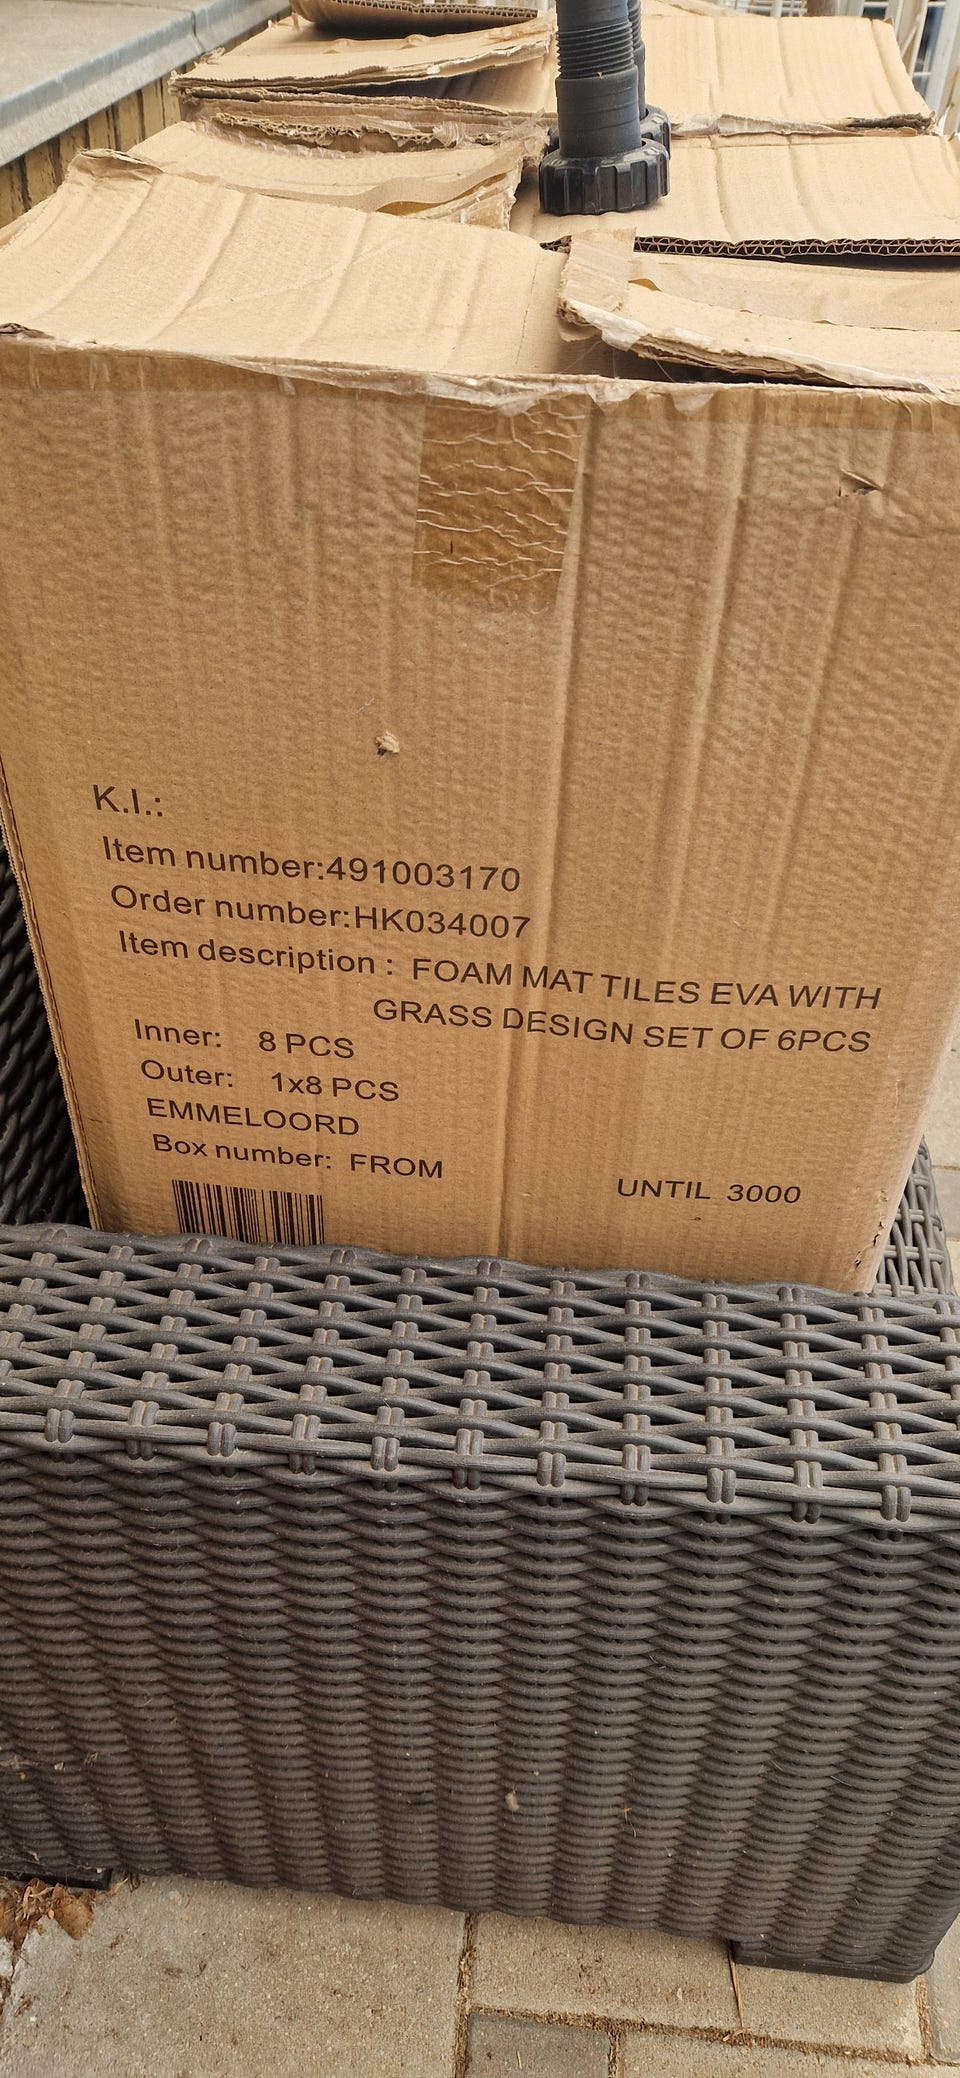 K.I.:
Item number:491003170
Order number:HK034007
Item description : FOAM MAT TILES EVA WITH
GRASS DESIGN SET OF 6PCS
Inner: 8 PCS
Outer: 1x8 PCS
EMMELOORD
Box number: FROM UNTIL 3000